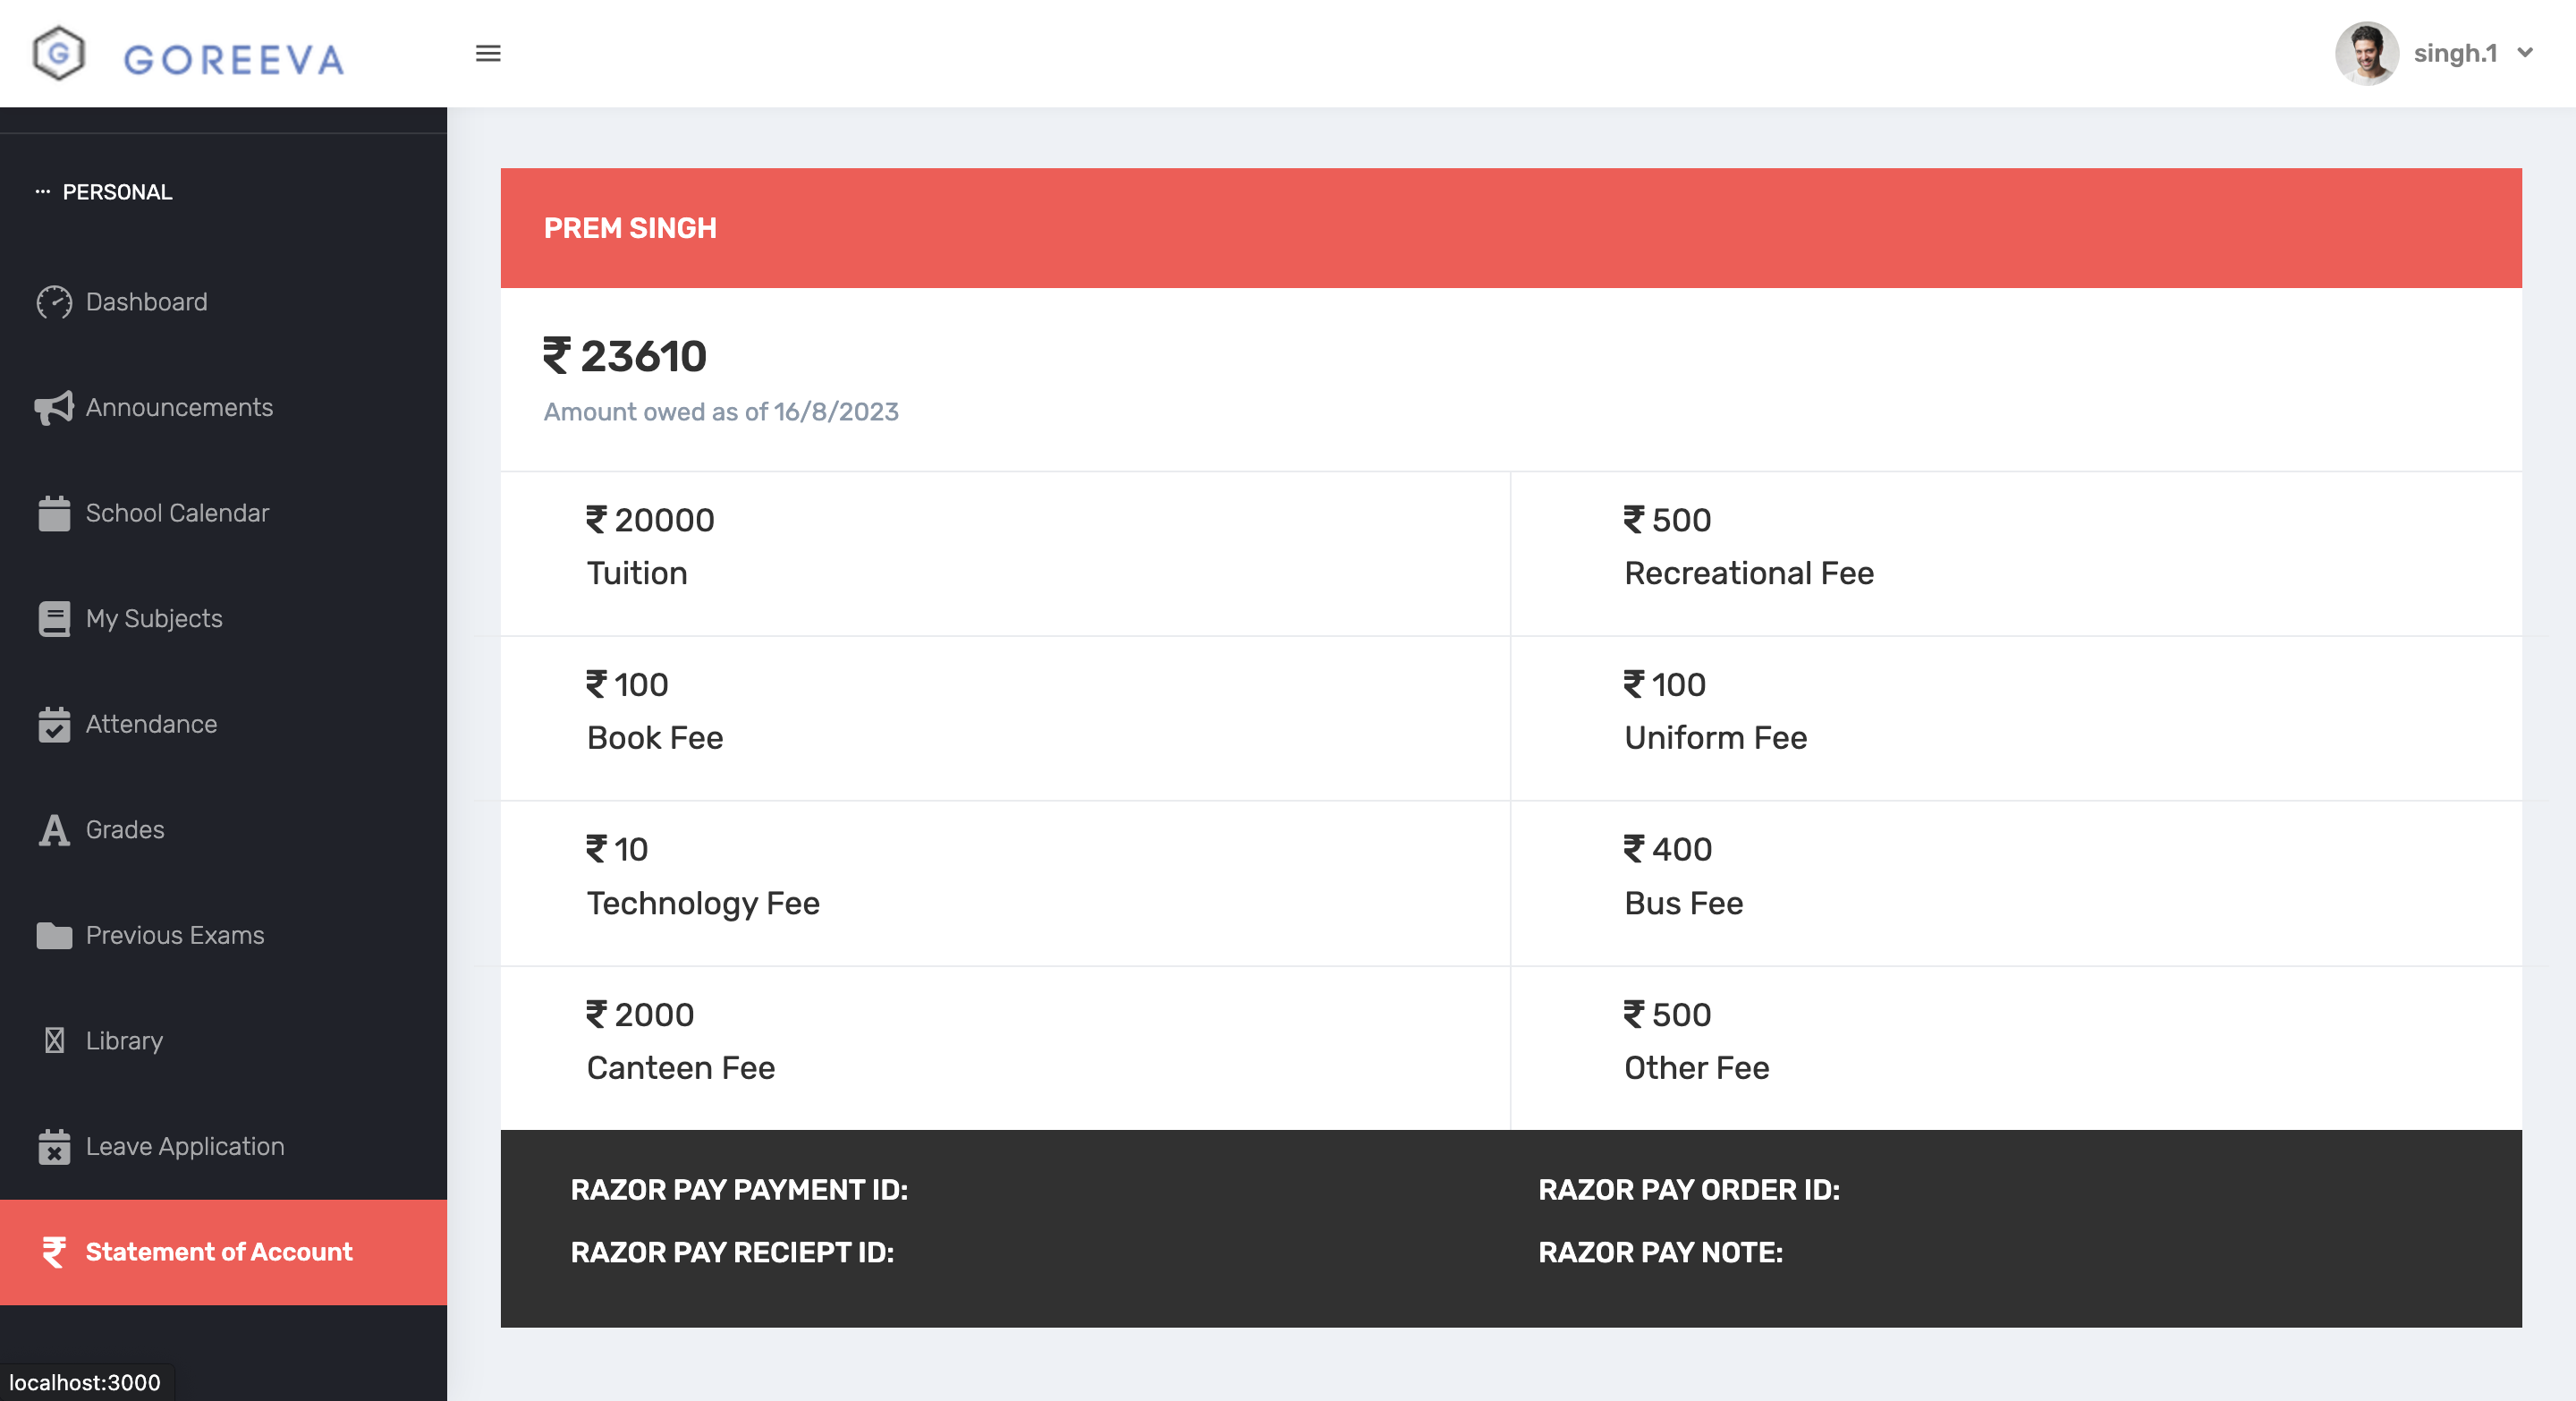 G GOREEVA
singh.1
PERSONAL
Dashboard
Announcements
School Calendar
My Subjects
Attendance
Grades
Previous Exams
Library
Leave Application
₹ Statement of Account
localhost:3000
PREM SINGH
₹ 23610
Amount owed as of 16/8/2023
₹ 20000
Tuition
₹ 500
Recreational Fee
₹ 100
Book Fee
₹ 100
Uniform Fee
₹ 10
Technology Fee
₹ 400
Bus Fee
₹ 2000
Canteen Fee
₹ 500
Other Fee
RAZOR PAY PAYMENT ID:
RAZOR PAY ORDER ID:
RAZOR PAY RECIEPT ID:
RAZOR PAY NOTE: